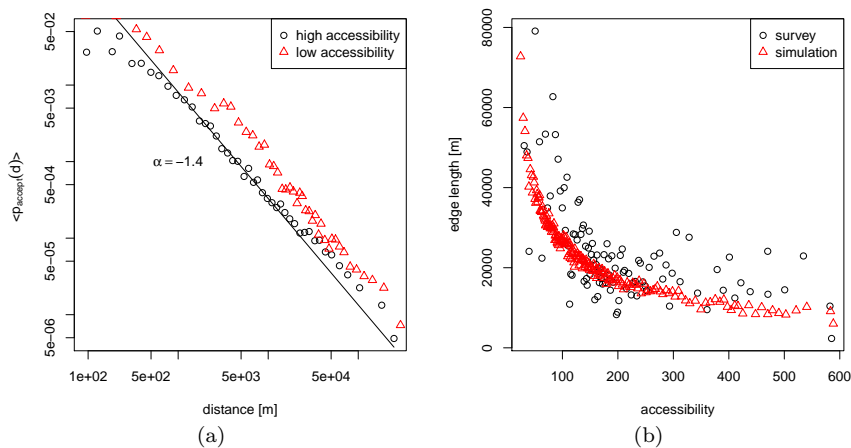 high accessibility
low accessibility
α = −1.4
<p_accept(d)>
5e−02
5e−03
5e−04
5e−05
5e−06
1e+02 5e+02 5e+03 5e+04
distance [m]
(a)
survey
simulation
edge length [m]
80000
60000
40000
20000
0
100 200 300 400 500 600
accessibility
(b)